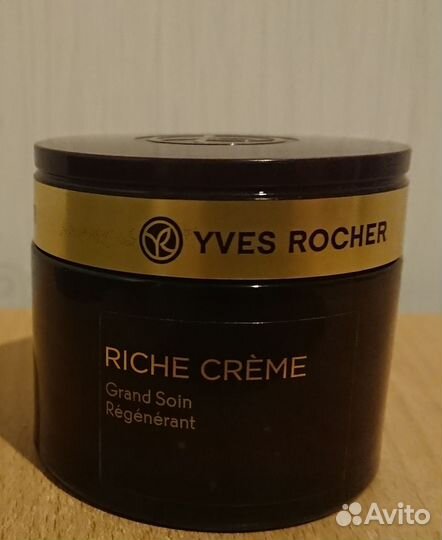 YVES ROCHER
RICHE CRÈME
Grand Soin
Régénérant
Avito